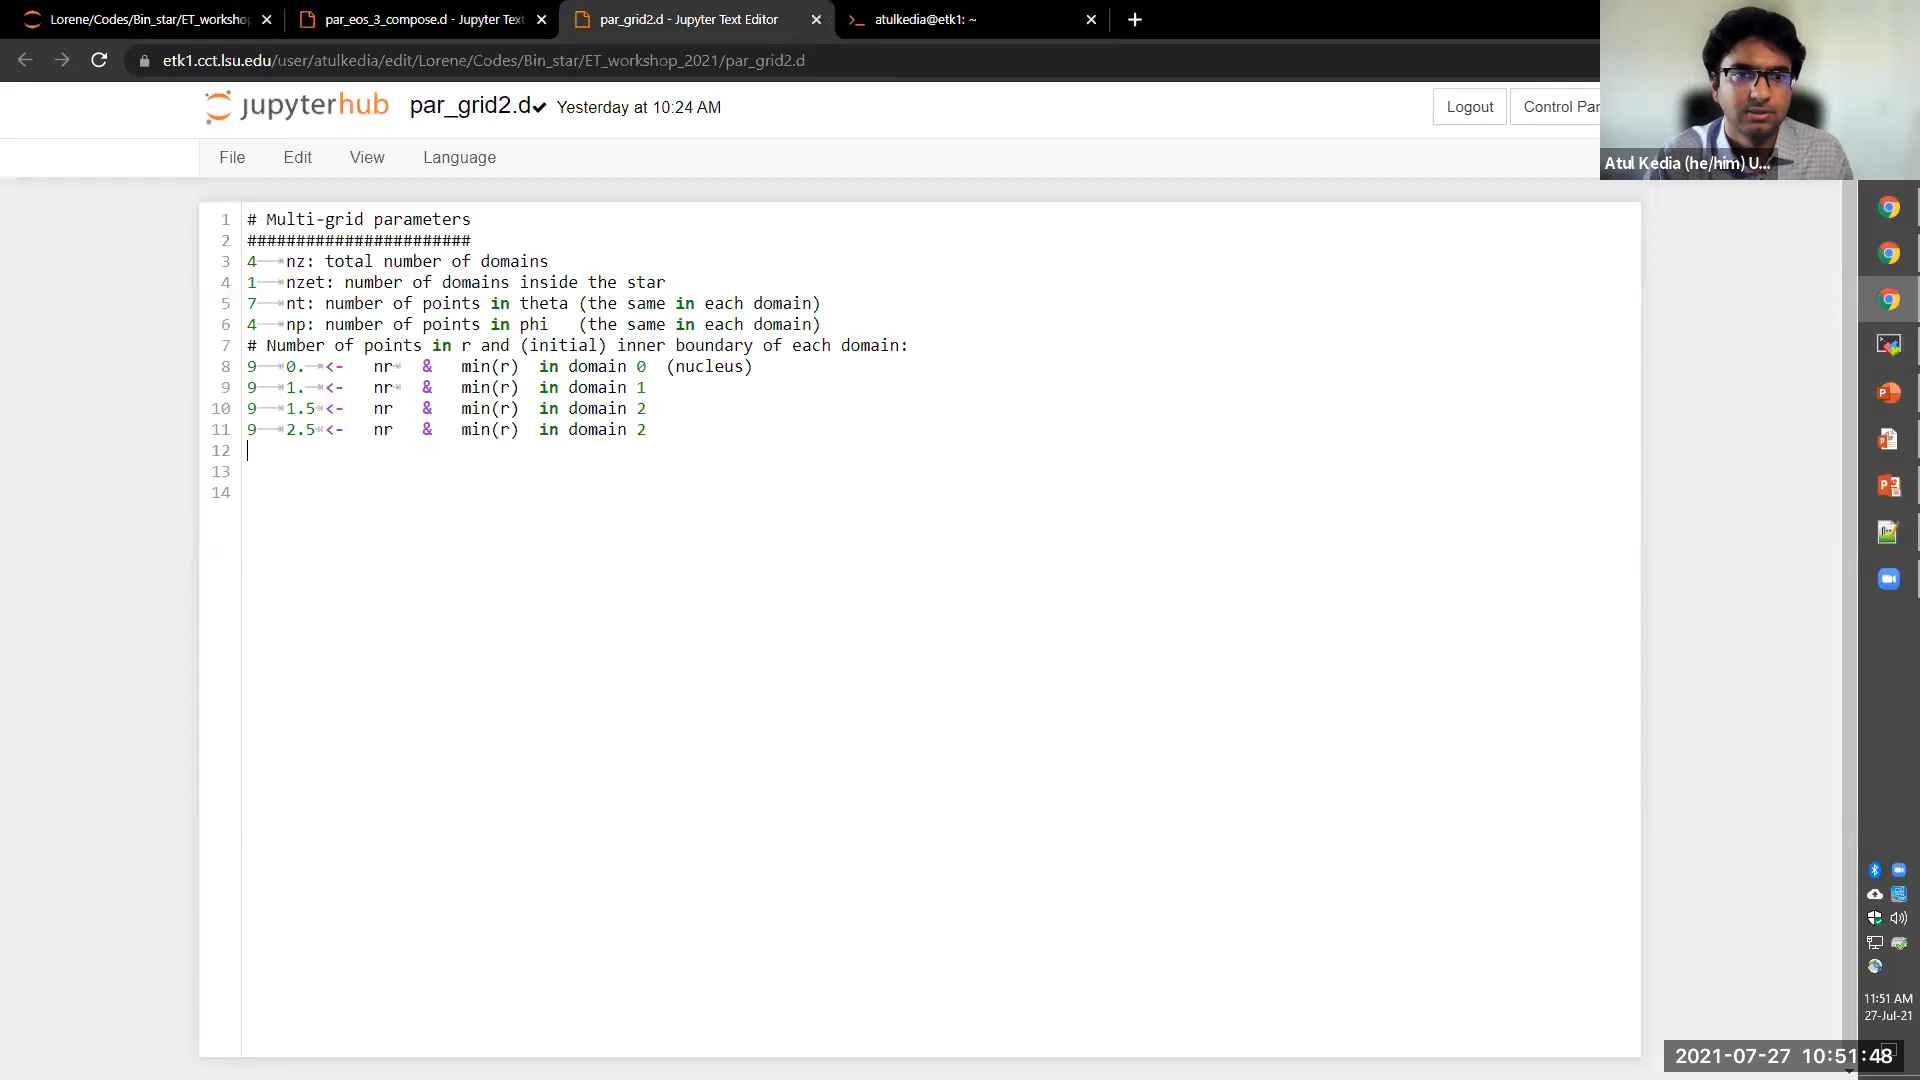 Lorene/Codes/Bin_star/ET_worksho
par_eos_3_compose.d - Jupyter Text
par_grid2.d - Jupyter Text Editor
atulkedia@etk1: ~
etk1.cct.lsu.edu/user/atulkedia/edit/Lorene/Codes/Bin_star/ET_workshop_2021/par_grid2.d
jupyterhub par_grid2.d Yesterday at 10:24 AM
Logout Control Par
Atul Kedia (he/him) U...
File Edit View Language
1 # Multi-grid parameters
2 #######################
3 4 nz: total number of domains
4 1 nzet: number of domains inside the star
5 7 nt: number of points in theta (the same in each domain)
6 4 np: number of points in phi (the same in each domain)
7 # Number of points in r and (initial) inner boundary of each domain:
8 9 0. <- nr & min(r) in domain 0 (nucleus)
9 9 1. <- nr & min(r) in domain 1
10 9 1.5 <- nr & min(r) in domain 2
11 9 2.5 <- nr & min(r) in domain 2
12
13
14
11:51 AM
27-Jul-21
2021-07-27 10:51:48